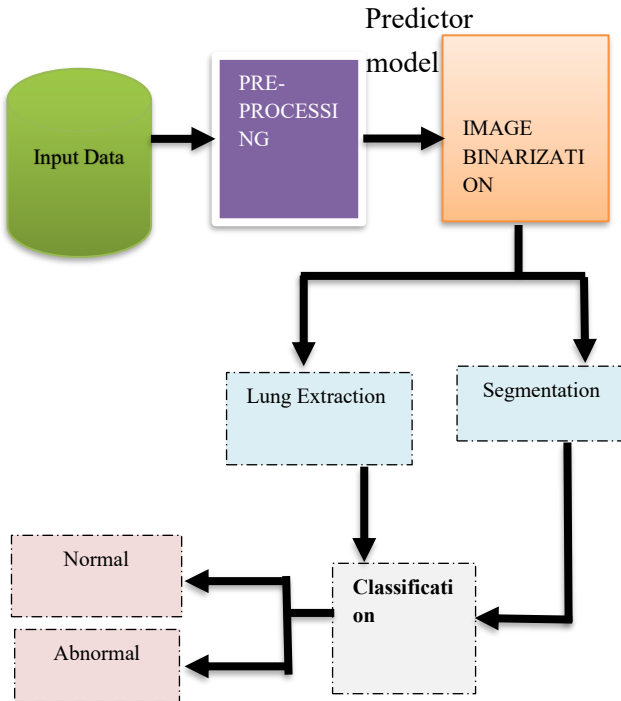 Predictor
model
PRE-
PROCESSI
NG
Input Data
IMAGE
BINARIZATI
ON
Lung Extraction
Segmentation
Normal
Classificati
on
Abnormal